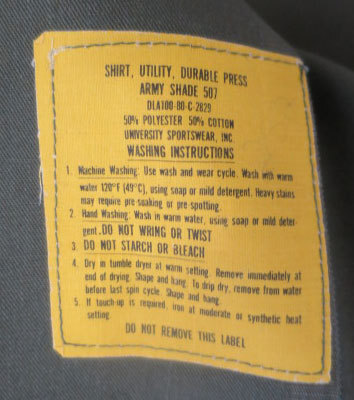 SHIRT, UTILITY, DURABLE PRESS
ARMY SHADE 507
DLA100-80-C-2829
50% POLYESTER 50% COTTON
UNIVERSITY SPORTSWEAR, INC.
WASHING INSTRUCTIONS
1. Machine Washing: Use wash and wear cycle. Wash with warm
water 120°F (49°C), using soap or mild detergent. Heavy stains
may require pre-soaking or pre-spotting.
2. Hand Washing: Wash in warm water, using soap or mild deter-
gent. DO NOT WRING OR TWIST
3. DO NOT STARCH OR BLEACH
4. Dry in tumble dryer at warm setting. Remove immediately at
end of drying. Shape and hang. To drip dry, remove from water
before last spin cycle. Shape and hang.
5. If touch-up is required, iron at moderate or synthetic heat
setting.
DO NOT REMOVE THIS LABEL